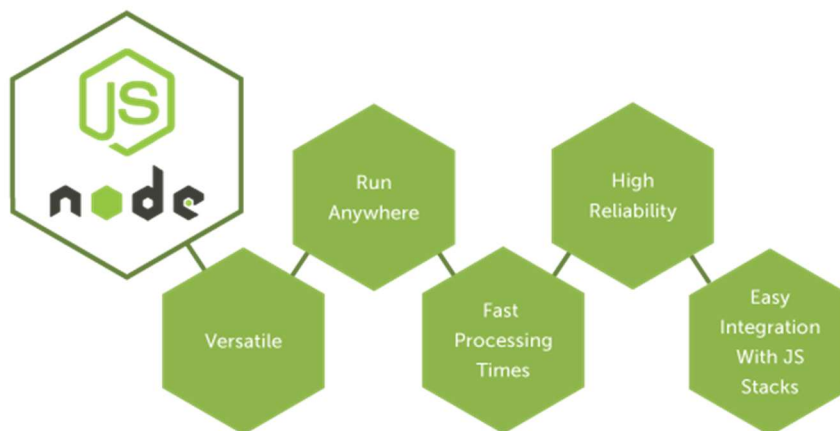 JS
node
Versatile
Run
Anywhere
Fast
Processing
Times
High
Reliability
Easy
Integration
With JS
Stacks